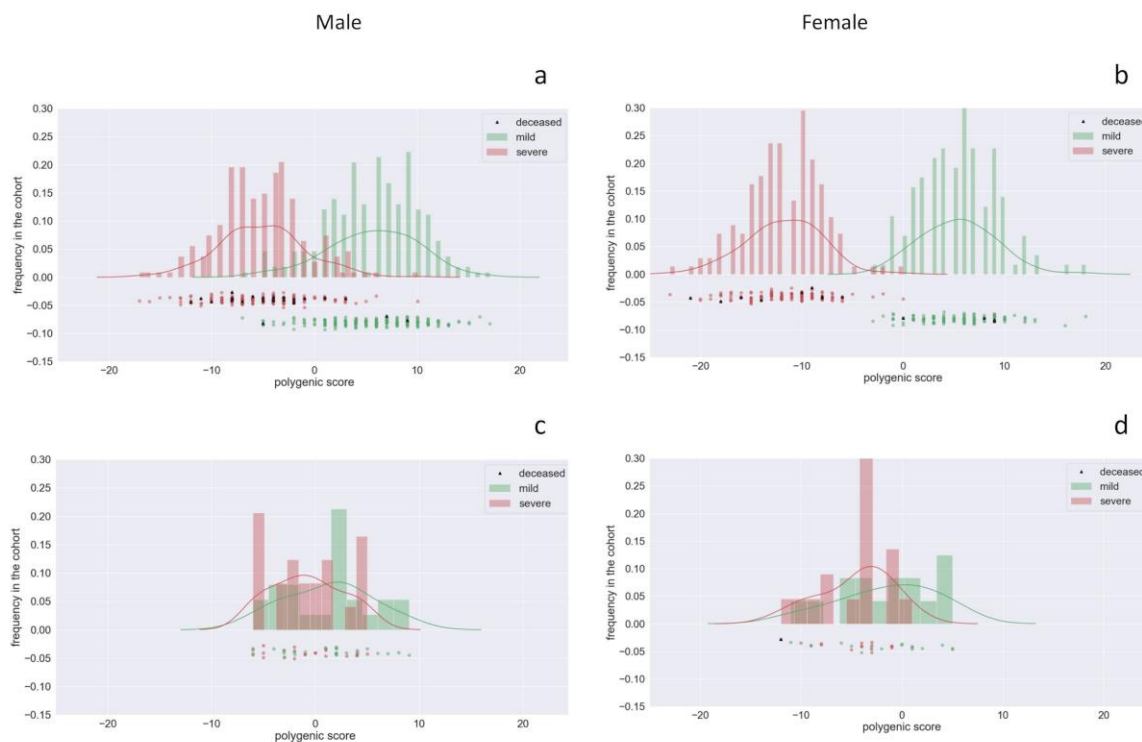 Male
Female
a
b
0.30
0.25
0.20
0.15
0.10
0.05
0.00
−0.05
−0.10
−0.15
frequency in the cohort
deceased
mild
severe
−20
−10
0
10
20
polygenic score
0.30
0.25
0.20
0.15
0.10
0.05
0.00
−0.05
−0.10
−0.15
frequency in the cohort
deceased
mild
severe
−20
−10
0
10
20
polygenic score
c
d
0.30
0.25
0.20
0.15
0.10
0.05
0.00
−0.05
−0.10
−0.15
frequency in the cohort
deceased
mild
severe
−20
−10
0
10
20
polygenic score
0.30
0.25
0.20
0.15
0.10
0.05
0.00
−0.05
−0.10
−0.15
frequency in the cohort
deceased
mild
severe
−20
−10
0
10
20
polygenic score